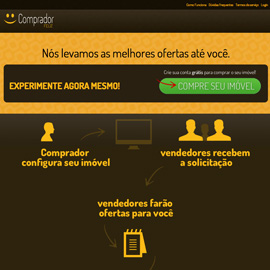 Como Funciona Dúvidas Frequentes Termos de serviço Login
Comprador
FELIZ
Nós levamos as melhores ofertas até você.
Crie sua conta grátis para comprar o seu imóvel!
EXPERIMENTE AGORA MESMO!
COMPRE SEU IMÓVEL
Comprador
configura seu imóvel
vendedores recebem
a solicitação
vendedores farão
ofertas para você